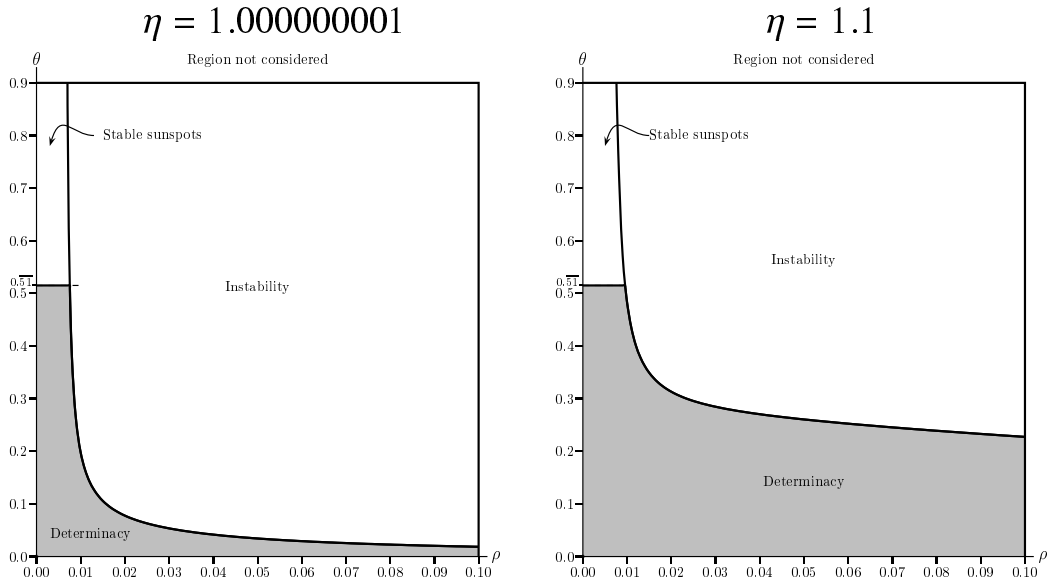 η = 1.000000001
θ
Region not considered
0.9
0.8
Stable sunspots
0.7
0.6
0.51
0.5
Instability
0.4
0.3
0.2
0.1
Determinacy
0.0
ρ
0.00 0.01 0.02 0.03 0.04 0.05 0.06 0.07 0.08 0.09 0.10
η = 1.1
θ
Region not considered
0.9
0.8
Stable sunspots
0.7
0.6
Instability
0.51
0.5
0.4
0.3
0.2
Determinacy
0.1
0.0
ρ
0.00 0.01 0.02 0.03 0.04 0.05 0.06 0.07 0.08 0.09 0.10